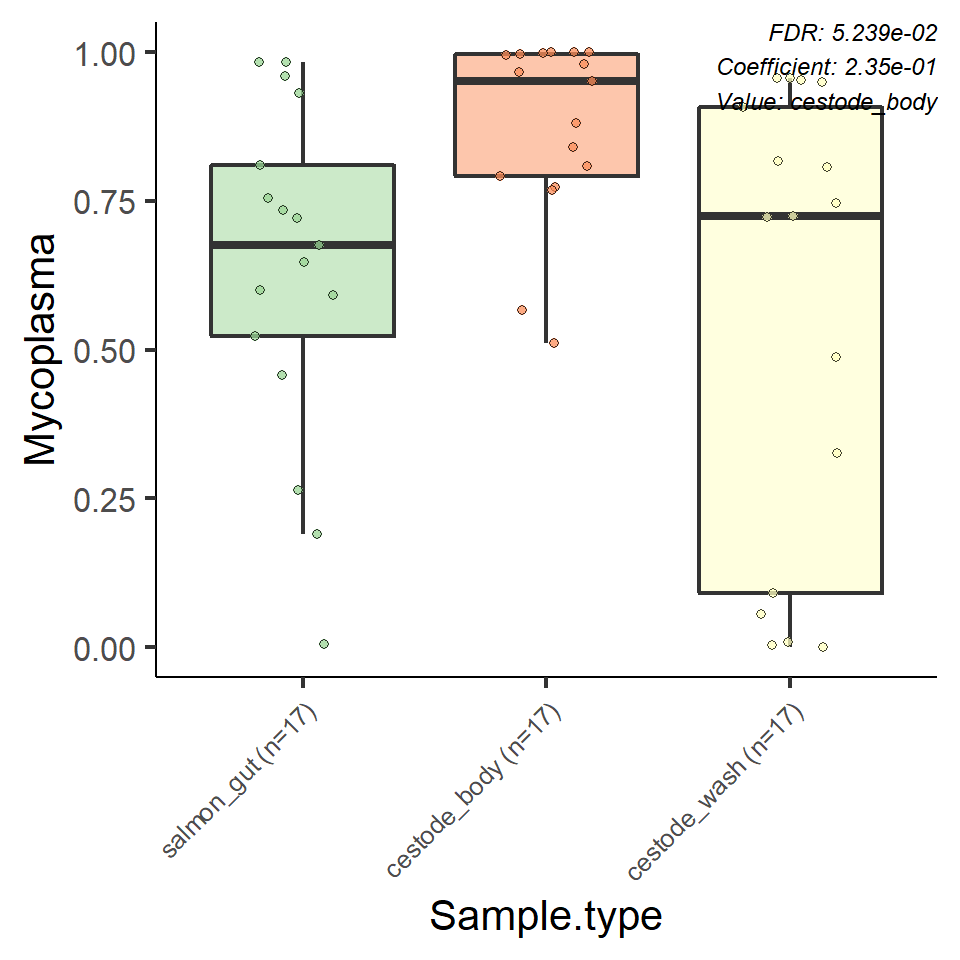 FDR: 5.239e-02
Coefficient: 2.35e-01
Value: cestode_body
1.00
0.75
0.50
0.25
0.00
Mycoplasma
salmon_gut (n=17)
cestode_body (n=17)
cestode_wash (n=17)
Sample.type